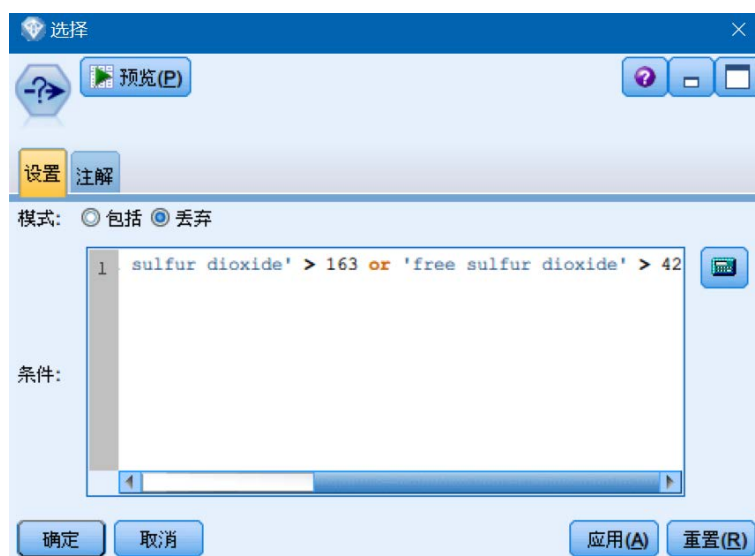 选择
预览(P)
设置 注解
模式: 包括 丢弃
1 sulfur dioxide' > 163 or 'free sulfur dioxide' > 42
条件:
确定 取消 应用(A) 重置(R)